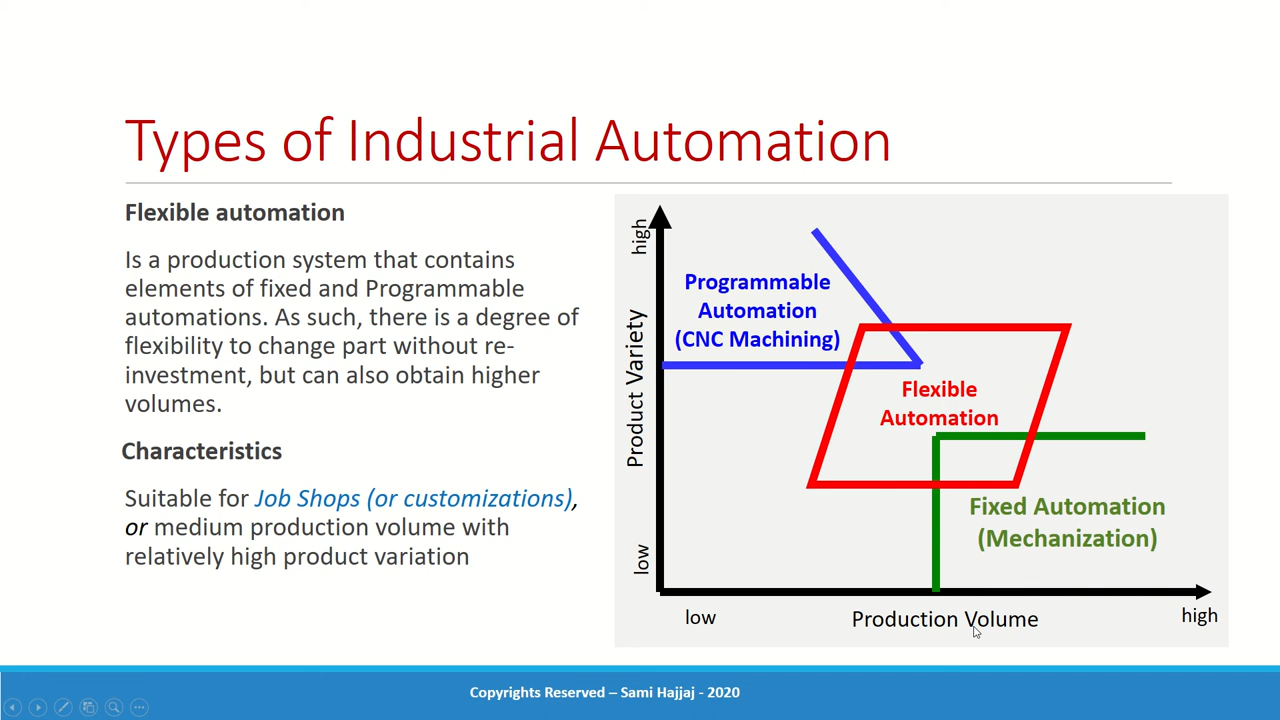 Types of Industrial Automation
Flexible automation
Is a production system that contains
elements of fixed and Programmable
automations. As such, there is a degree of
flexibility to change part without re-
investment, but can also obtain higher
volumes.
Characteristics
Suitable for Job Shops (or customizations),
or medium production volume with
relatively high product variation
high
Product Variety
low
Programmable
Automation
(CNC Machining)
Flexible
Automation
Fixed Automation
(Mechanization)
low
Production Volume
high
Copyrights Reserved – Sami Hajjaj - 2020